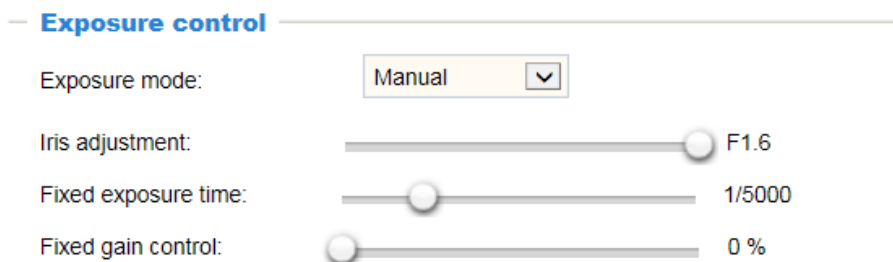 Exposure control
Exposure mode: Manual
Iris adjustment: F1.6
Fixed exposure time: 1/5000
Fixed gain control: 0 %